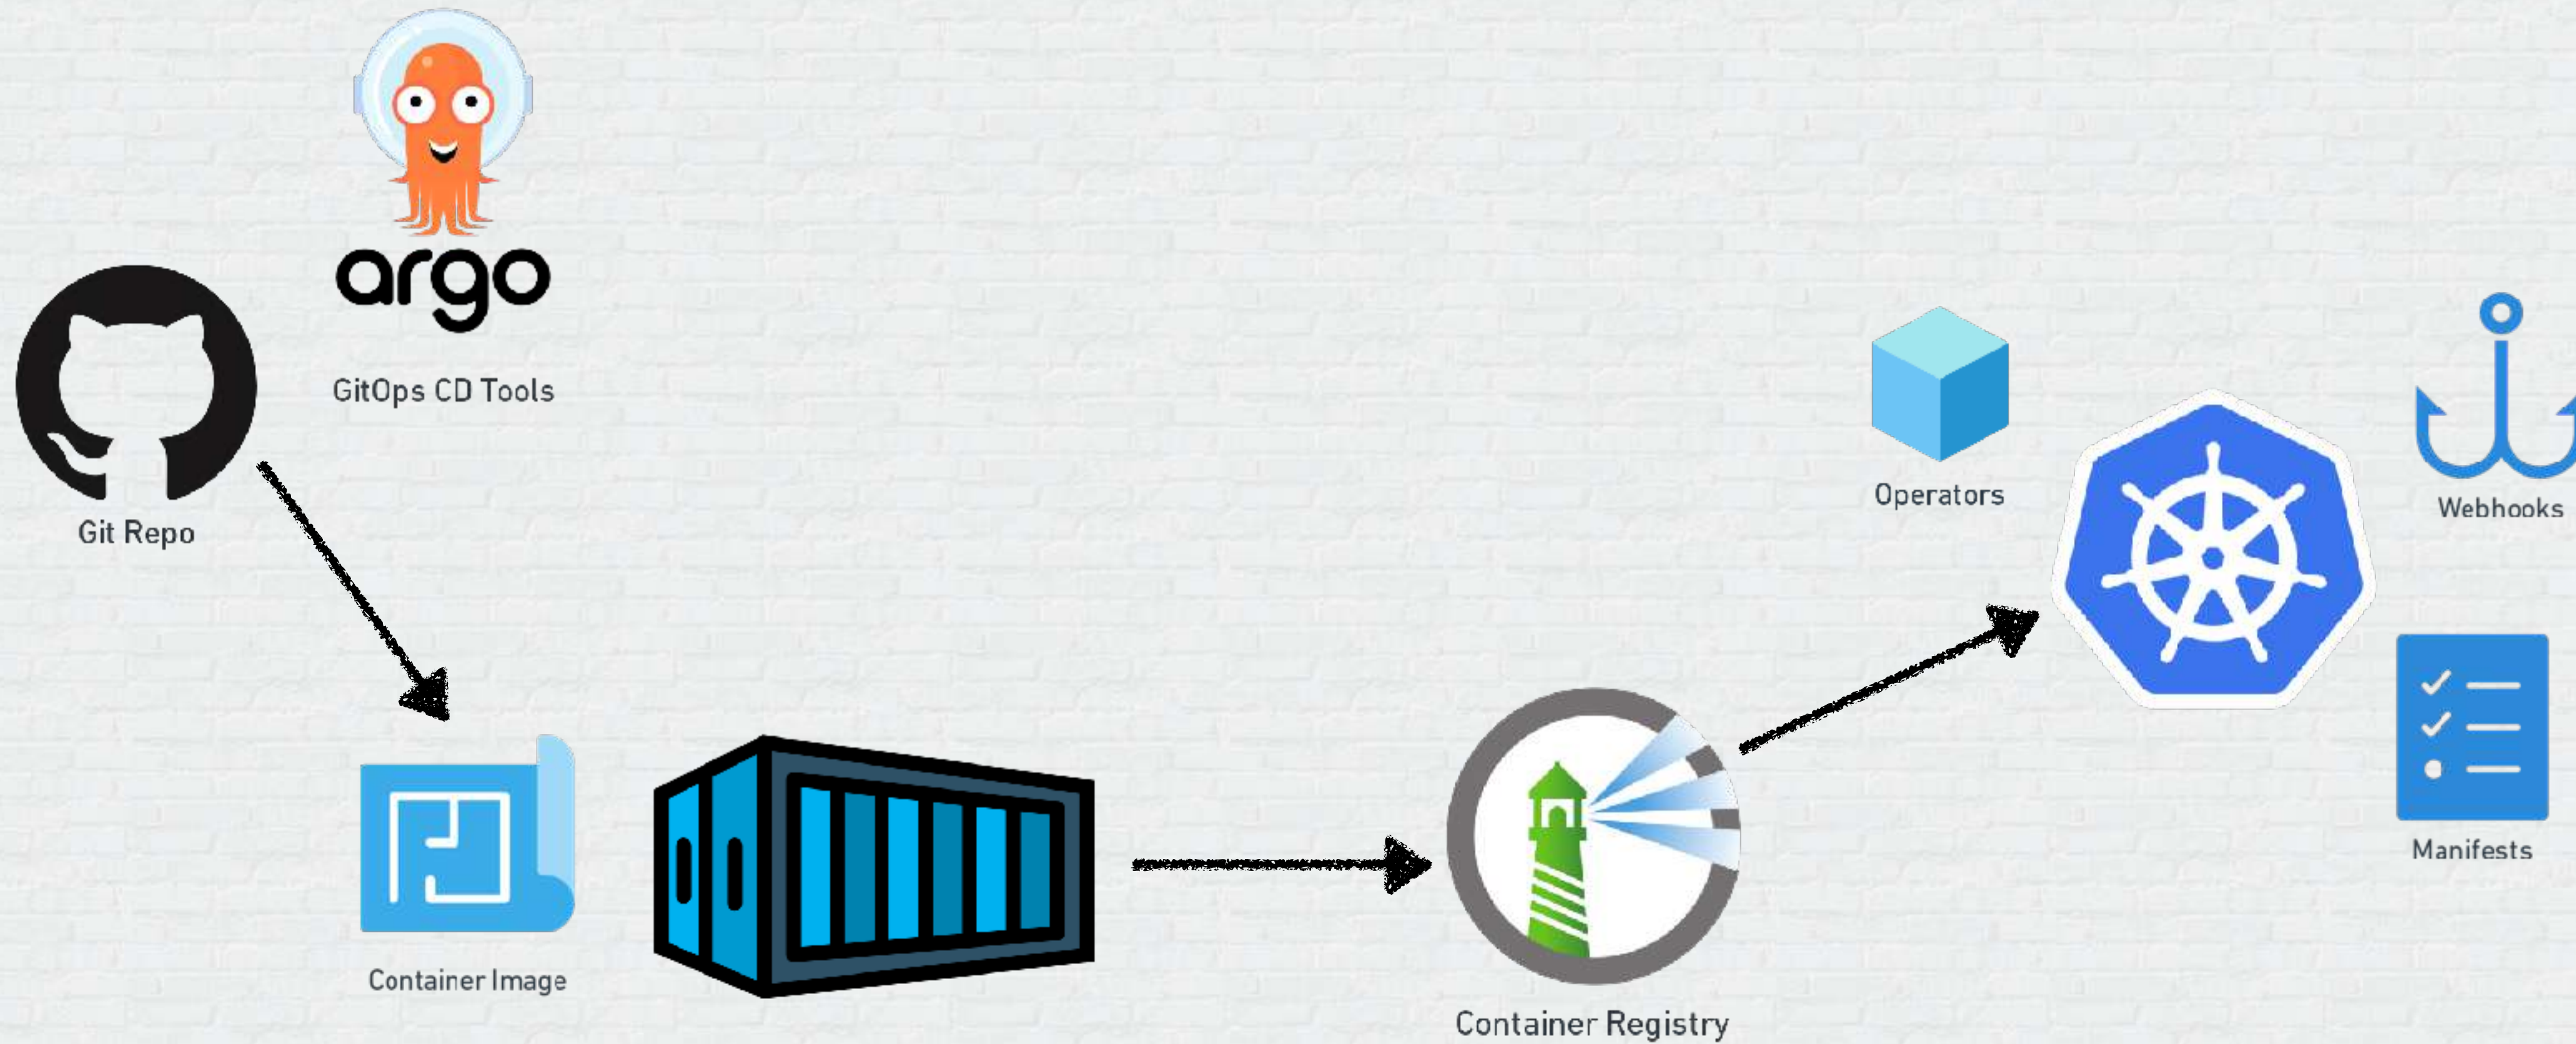 argo
GitOps CD Tools
Git Repo
Operators
Webhooks
Container Image
Manifests
Container Registry